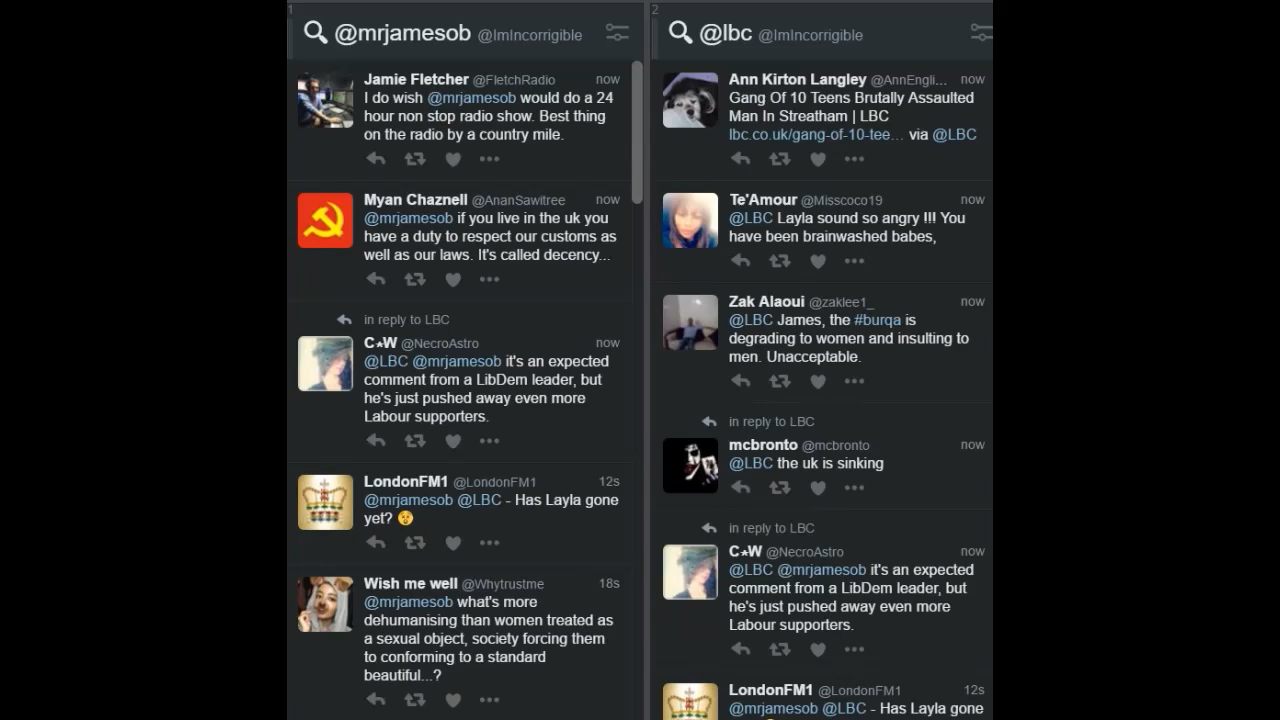 1
@mrjamesob @ImIncorrigible
Jamie Fletcher @FletchRadio now
I do wish @mrjamesob would do a 24
hour non stop radio show. Best thing
on the radio by a country mile.
Myan Chaznell @AnanSawitree now
@mrjamesob if you live in the uk you
have a duty to respect our customs as
well as our laws. It's called decency...
in reply to LBC
C★W @NecroAstro now
@LBC @mrjamesob it's an expected
comment from a LibDem leader, but
he's just pushed away even more
Labour supporters.
LondonFM1 @LondonFM1 12s
@mrjamesob @LBC - Has Layla gone
yet? 😗
Wish me well @Whytrustme 18s
@mrjamesob what's more
dehumanising than women treated as
a sexual object, society forcing them
to conforming to a standard
beautiful...?
2
@lbc @ImIncorrigible
Ann Kirton Langley @AnnEngli... now
Gang Of 10 Teens Brutally Assaulted
Man In Streatham | LBC
lbc.co.uk/gang-of-10-tee... via @LBC
Te'Amour @Misscoco19 now
@LBC Layla sound so angry !!! You
have been brainwashed babes,
Zak Alaoui @zaklee1_ now
@LBC James, the #burqa is
degrading to women and insulting to
men. Unacceptable.
in reply to LBC
mcbronto @mcbronto now
@LBC the uk is sinking
in reply to LBC
C★W @NecroAstro now
@LBC @mrjamesob it's an expected
comment from a LibDem leader, but
he's just pushed away even more
Labour supporters.
LondonFM1 @LondonFM1 12s
@mrjamesob @LBC - Has Layla gone